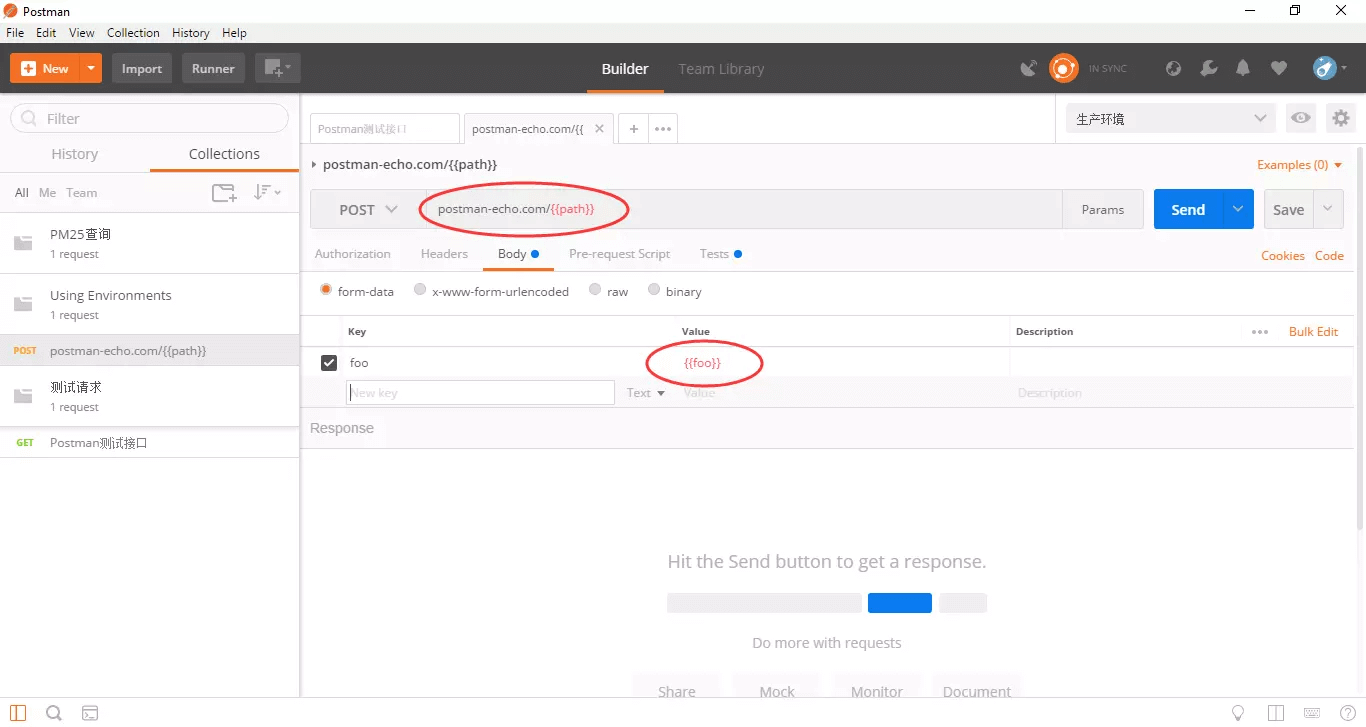 Postman
File Edit View Collection History Help
New Import Runner Builder Team Library IN SYNC
Filter
History Collections
All Me Team
PM25查询
1 request
Using Environments
1 request
POST postman-echo.com/{{path}}
测试请求
1 request
GET Postman测试接口
Postman测试接口 postman-echo.com/{{ 生产环境
postman-echo.com/{{path}} Examples (0)
POST postman-echo.com/{{path}} Params Send Save
Authorization Headers Body Pre-request Script Tests Cookies Code
form-data x-www-form-urlencoded raw binary
Key Value Description Bulk Edit
foo {{foo}}
New key Text Value Description
Response
Hit the Send button to get a response.
Do more with requests
Share Mock Monitor Document